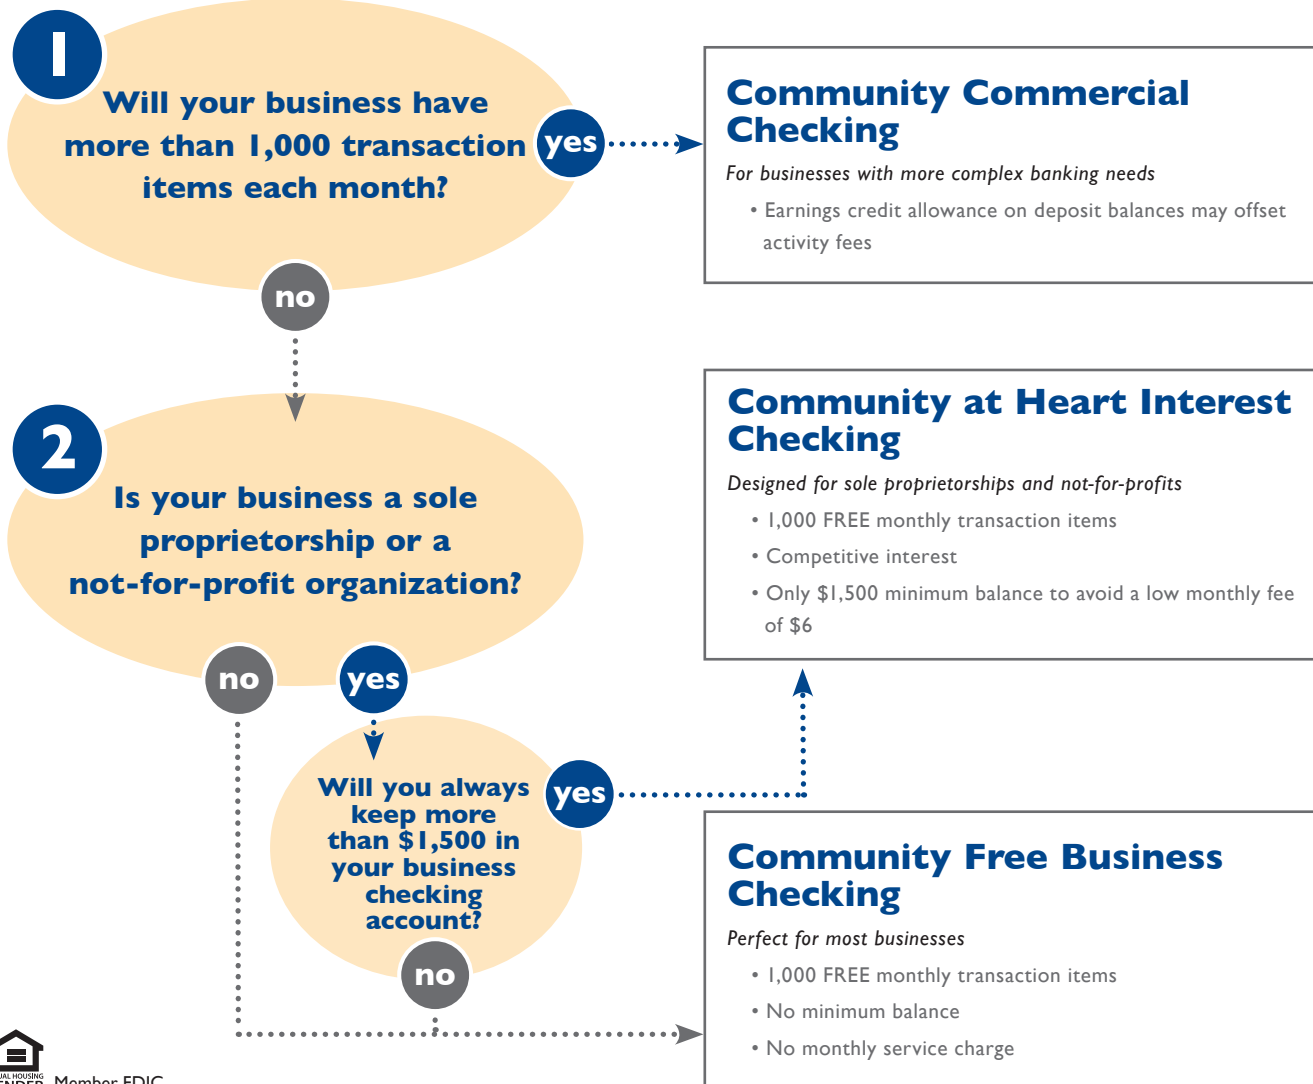 1
Will your business have
more than 1,000 transaction
items each month?
yes
no
Community Commercial
Checking
For businesses with more complex banking needs
• Earnings credit allowance on deposit balances may offset
activity fees
2
Is your business a sole
proprietorship or a
not-for-profit organization?
no
yes
Community at Heart Interest
Checking
Designed for sole proprietorships and not-for-profits
• 1,000 FREE monthly transaction items
• Competitive interest
• Only $1,500 minimum balance to avoid a low monthly fee
of $6
Will you always
keep more
than $1,500 in
your business
checking
account?
yes
no
Community Free Business
Checking
Perfect for most businesses
• 1,000 FREE monthly transaction items
• No minimum balance
• No monthly service charge
HOUSING
Member FDIC